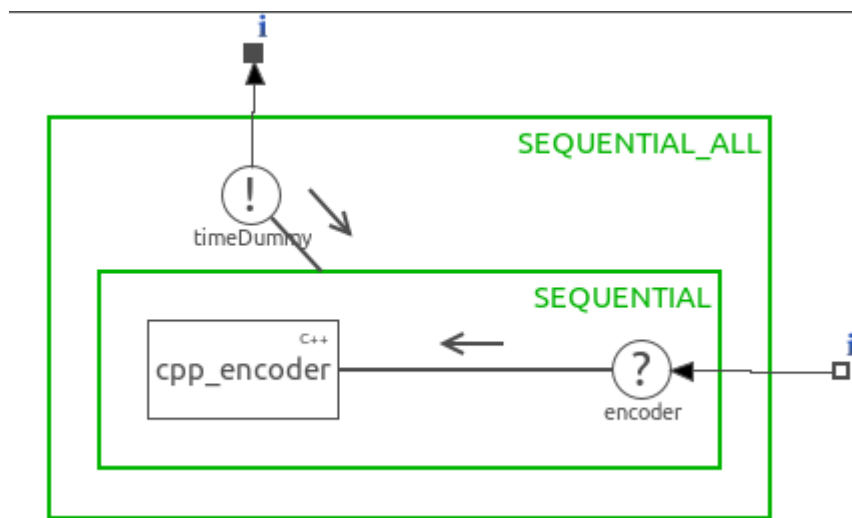 i
SEQUENTIAL_ALL
!
timeDummy
SEQUENTIAL
C++
cpp_encoder
?
encoder
i